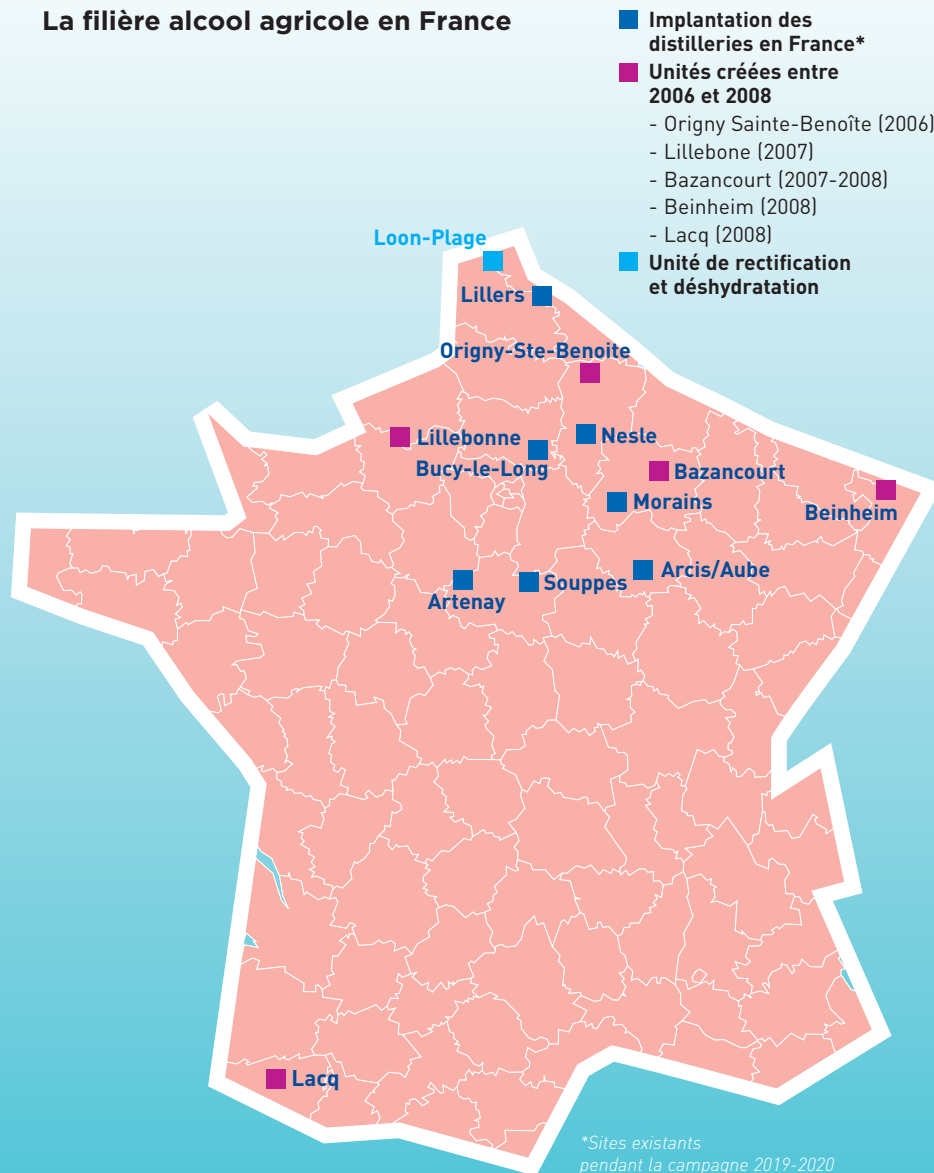 La filière alcool agricole en France
Implantation des
distilleries en France*
Unités créées entre
2006 et 2008
- Origny Sainte-Benoîte (2006)
- Lillebone (2007)
- Bazancourt (2007-2008)
- Beinheim (2008)
- Lacq (2008)
Unité de rectification
et déshydratation
Loon-Plage
Lillers
Origny-Ste-Benoite
Lillebonne
Nesle
Bucy-le-Long
Bazancourt
Morains
Beinheim
Arcis/Aube
Souppes
Artenay
Lacq
*Sites existants
pendant la campagne 2019-2020